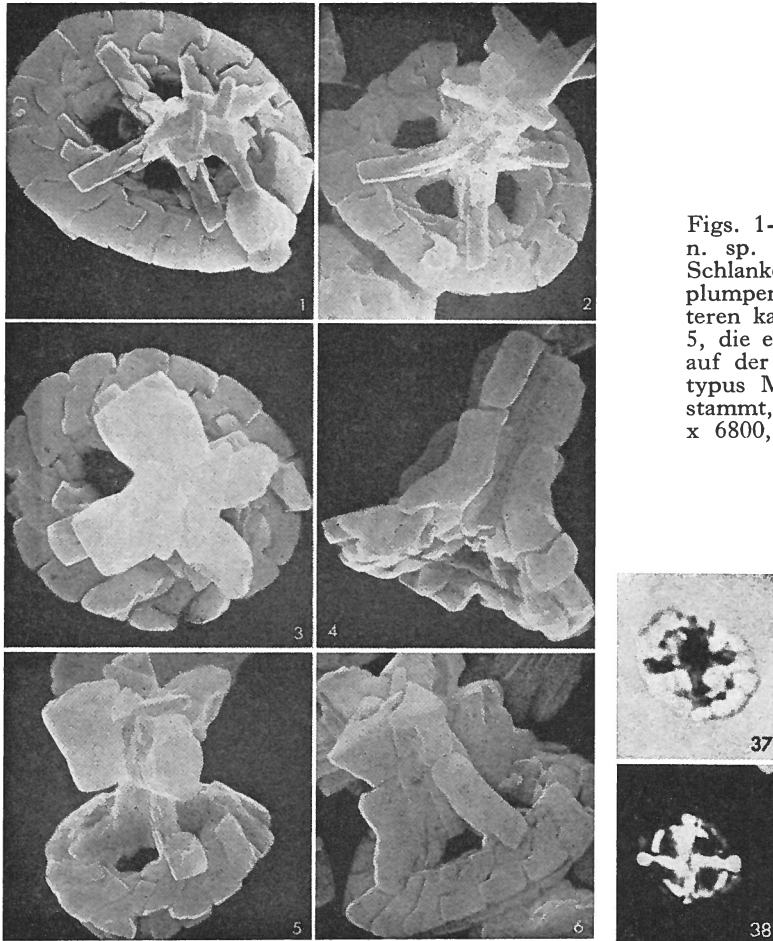 1
2
3
4
5
6
Figs. 1-
n. sp.
Schlanke
plumpen
teren ka
5, die e
auf der
typus M
stammt,
x 6800,
37
38